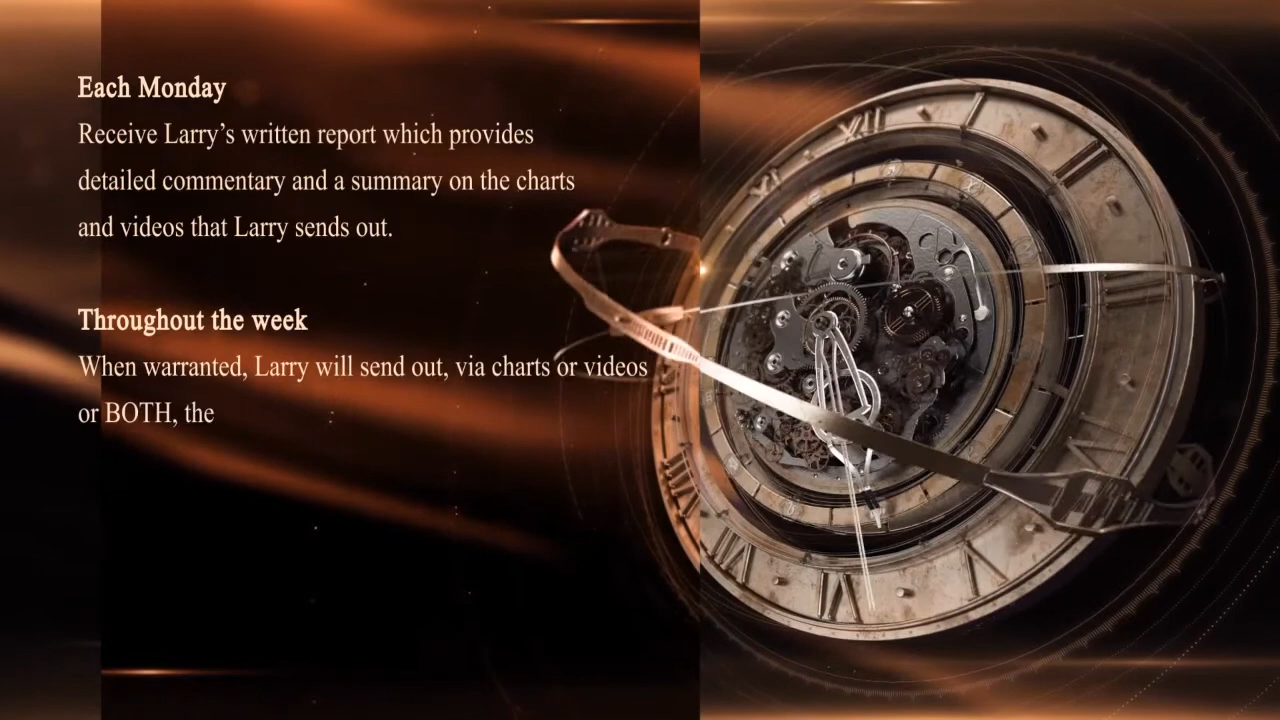 Each Monday
Receive Larry’s written report which provides
detailed commentary and a summary on the charts
and videos that Larry sends out.
Throughout the week
When warranted, Larry will send out, via charts or videos
or BOTH, the